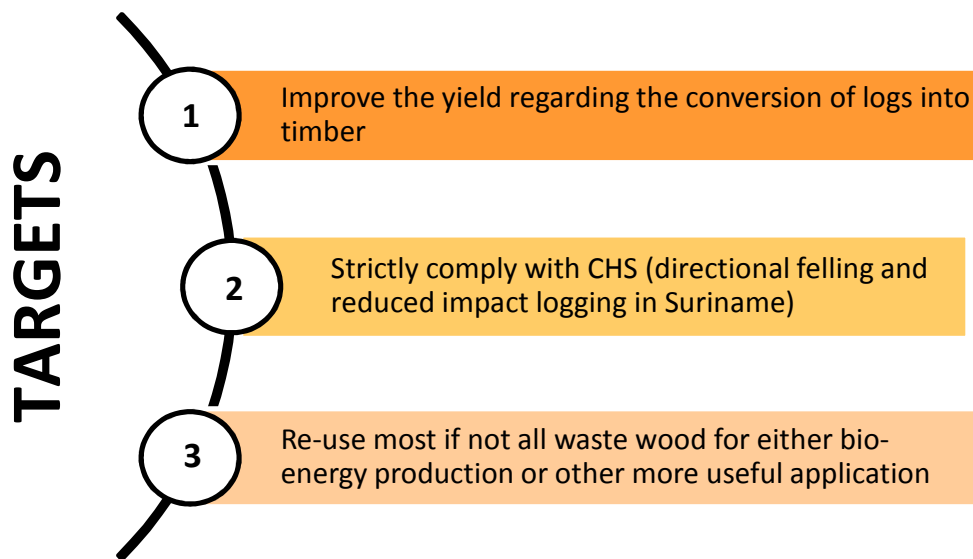 TARGETS
1
Improve the yield regarding the conversion of logs into
timber
2
Strictly comply with CHS (directional felling and
reduced impact logging in Suriname)
3
Re-use most if not all waste wood for either bio-
energy production or other more useful application